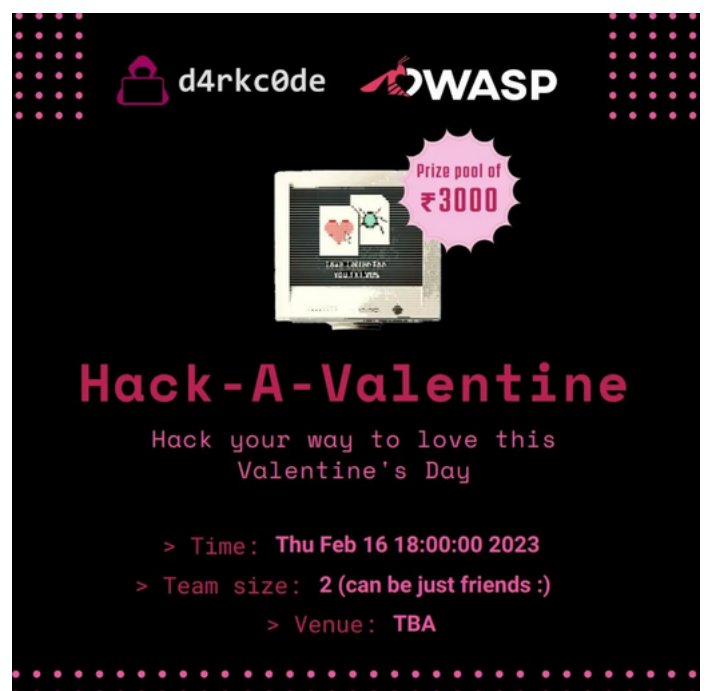 d4rkc0de OWASP
Prize pool of
₹3000
Hack-A-Valentine
Hack your way to love this
Valentine's Day
> Time: Thu Feb 16 18:00:00 2023
> Team size: 2 (can be just friends :)
> Venue: TBA